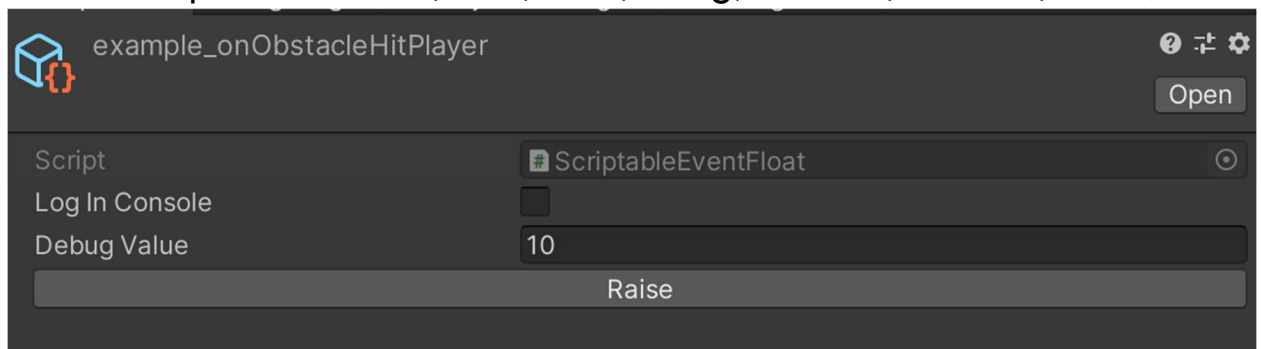 example_onObstacleHitPlayer
Open
Script
ScriptableEventFloat
Log In Console
Debug Value
10
Raise